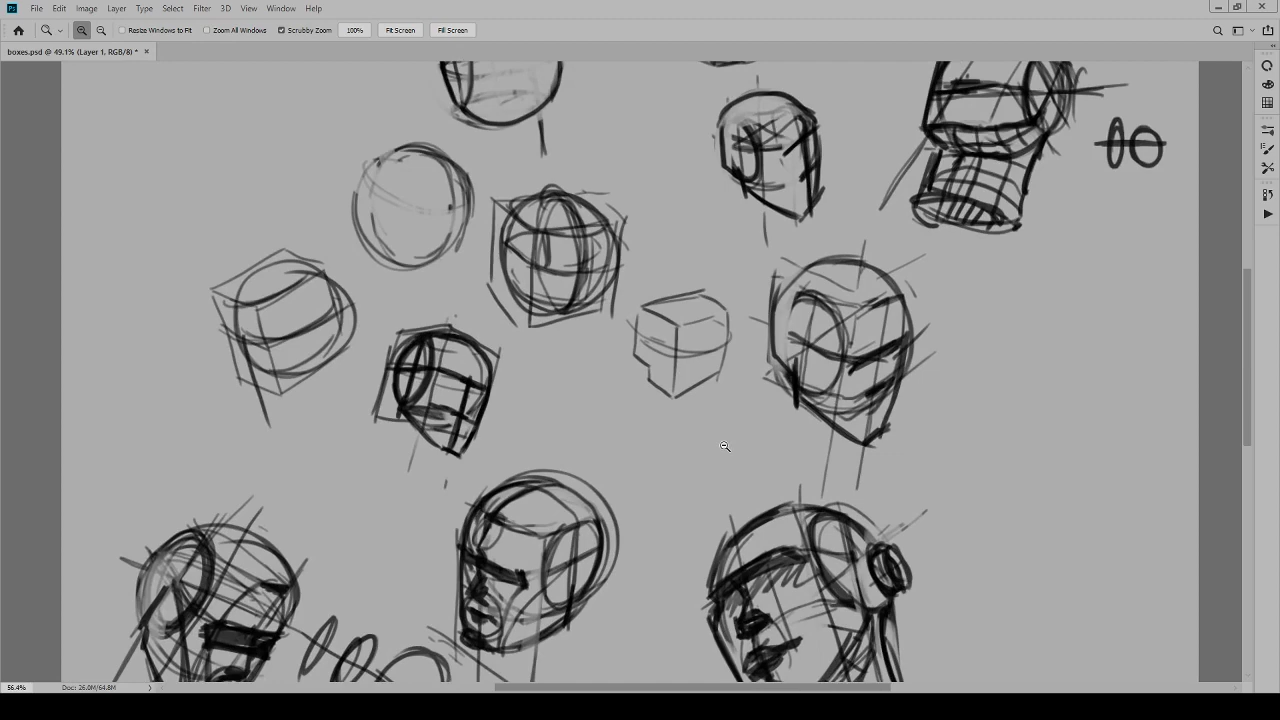 Ps File Edit Image Layer Type Select Filter 3D View Window Help
Resize Windows to Fit Zoom All Windows Scrubby Zoom 100% Fit Screen Fill Screen
boxes.psd @ 49.1% (Layer 1, RGB/8) *
56.4% Doc: 26.0M/64.8M